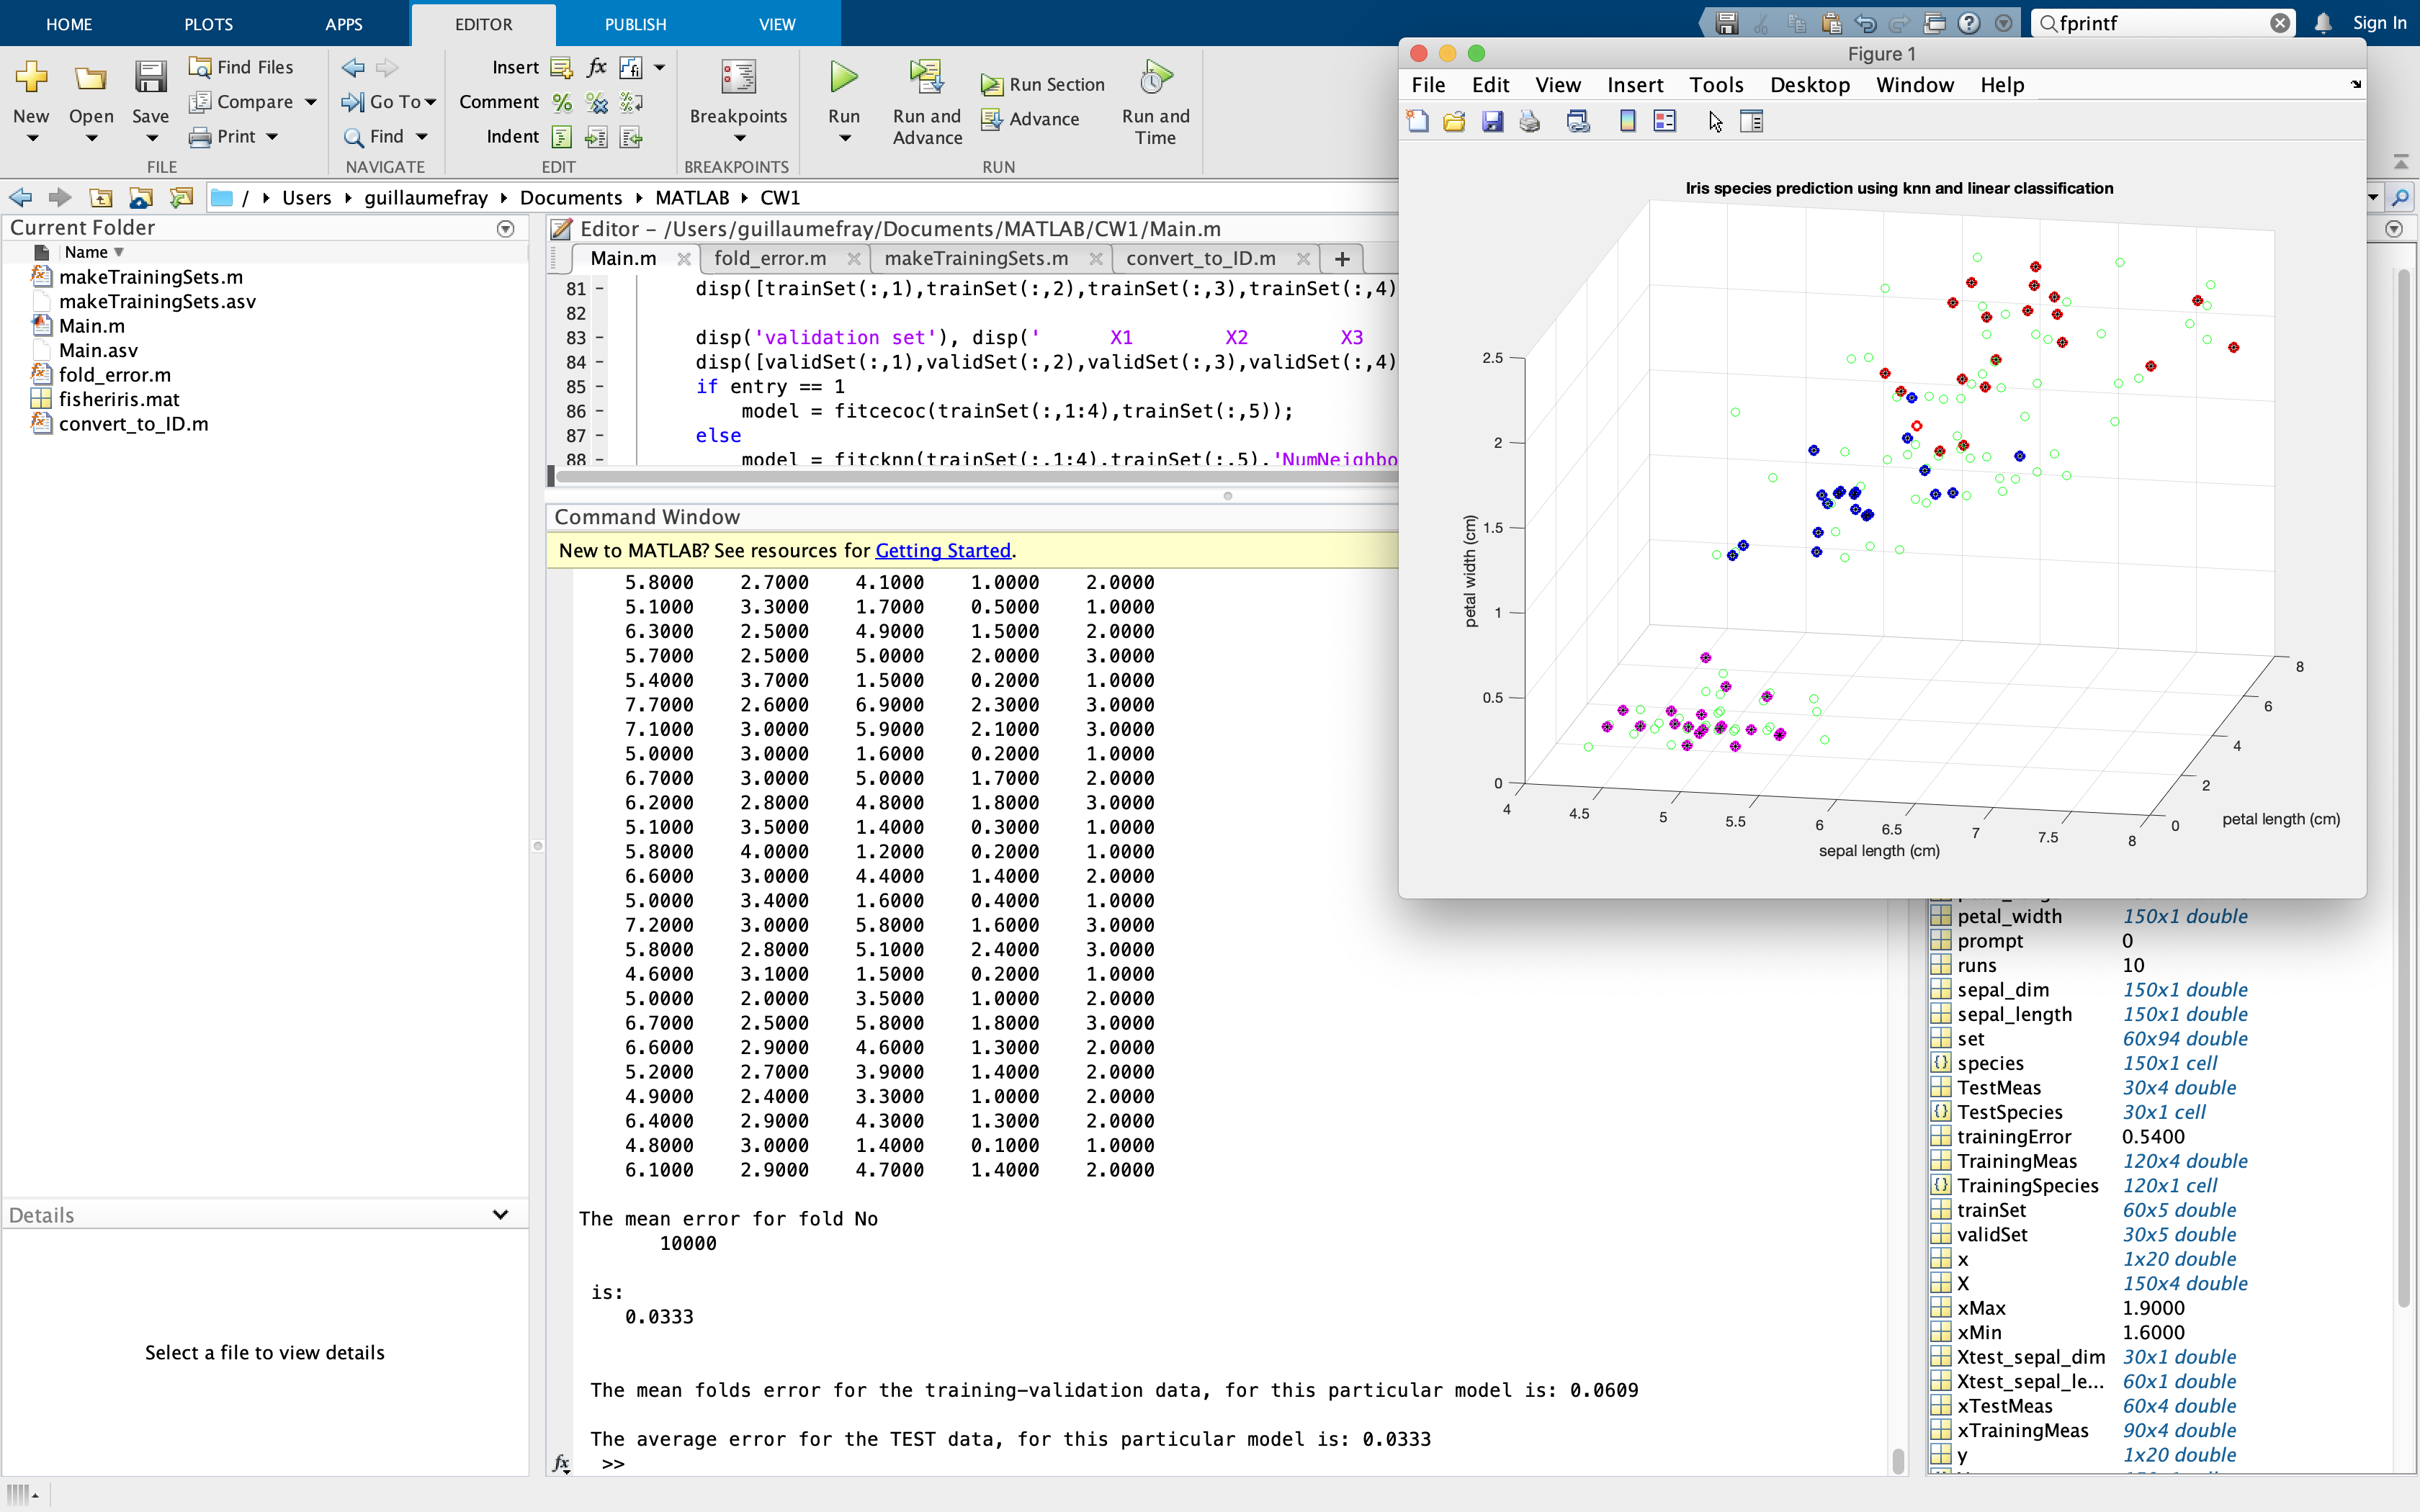 HOME PLOTS APPS EDITOR PUBLISH VIEW
fprintf
Sign In
New Open Save
Find Files
Compare
Print
FILE
Go To
Find
NAVIGATE
Insert fx fi
Comment
Indent
EDIT
Breakpoints
BREAKPOINTS
Run
Run and Advance
Run Section
Advance
Run and Time
RUN
/ Users guillaumefray Documents MATLAB CW1
Current Folder
Name
makeTrainingSets.m
makeTrainingSets.asv
Main.m
Main.asv
fold_error.m
fisheriris.mat
convert_to_ID.m
Details
Select a file to view details
Editor – /Users/guillaumefray/Documents/MATLAB/CW1/Main.m
Main.m fold_error.m makeTrainingSets.m convert_to_ID.m +
81 – disp([trainSet(:,1),trainSet(:,2),trainSet(:,3),trainSet(:,4)
82
83 – disp('validation set'), disp(' X1 X2 X3
84 – disp([validSet(:,1),validSet(:,2),validSet(:,3),validSet(:,4)
85 – if entry == 1
86 – model = fitcecoc(trainSet(:,1:4),trainSet(:,5));
87 – else
88 – model = fitcknn(trainSet(:,1:4),trainSet(:,5),'NumNeighbo
Command Window
New to MATLAB? See resources for Getting Started.
5.8000 2.7000 4.1000 1.0000 2.0000
5.1000 3.3000 1.7000 0.5000 1.0000
6.3000 2.5000 4.9000 1.5000 2.0000
5.7000 2.5000 5.0000 2.0000 3.0000
5.4000 3.7000 1.5000 0.2000 1.0000
7.7000 2.6000 6.9000 2.3000 3.0000
7.1000 3.0000 5.9000 2.1000 3.0000
5.0000 3.0000 1.6000 0.2000 1.0000
6.7000 3.0000 5.0000 1.7000 2.0000
6.2000 2.8000 4.8000 1.8000 3.0000
5.1000 3.5000 1.4000 0.3000 1.0000
5.8000 4.0000 1.2000 0.2000 1.0000
6.6000 3.0000 4.4000 1.4000 2.0000
5.0000 3.4000 1.6000 0.4000 1.0000
7.2000 3.0000 5.8000 1.6000 3.0000
5.8000 2.8000 5.1000 2.4000 3.0000
4.6000 3.1000 1.5000 0.2000 1.0000
5.0000 2.0000 3.5000 1.0000 2.0000
6.7000 2.5000 5.8000 1.8000 3.0000
6.6000 2.9000 4.6000 1.3000 2.0000
5.2000 2.7000 3.9000 1.4000 2.0000
4.9000 2.4000 3.3000 1.0000 2.0000
6.4000 2.9000 4.3000 1.3000 2.0000
4.8000 3.0000 1.4000 0.1000 1.0000
6.1000 2.9000 4.7000 1.4000 2.0000
The mean error for fold No
10000
is:
0.0333
The mean folds error for the training-validation data, for this particular model is: 0.0609
The average error for the TEST data, for this particular model is: 0.0333
fx >>
Figure 1
File Edit View Insert Tools Desktop Window Help
Iris species prediction using knn and linear classification
petal width (cm)
2.5
2
1.5
1
0.5
0
4 4.5 5 5.5 6 6.5 7 7.5 8
sepal length (cm)
0 2 4 6 8
petal length (cm)
petal_width 150x1 double
prompt 0
runs 10
sepal_dim 150x1 double
sepal_length 150x1 double
set 60x94 double
species 150x1 cell
TestMeas 30x4 double
TestSpecies 30x1 cell
trainingError 0.5400
TrainingMeas 120x4 double
TrainingSpecies 120x1 cell
trainSet 60x5 double
validSet 30x5 double
x 1x20 double
X 150x4 double
xMax 1.9000
xMin 1.6000
Xtest_sepal_dim 30x1 double
Xtest_sepal_le... 60x1 double
xTestMeas 60x4 double
xTrainingMeas 90x4 double
y 1x20 double